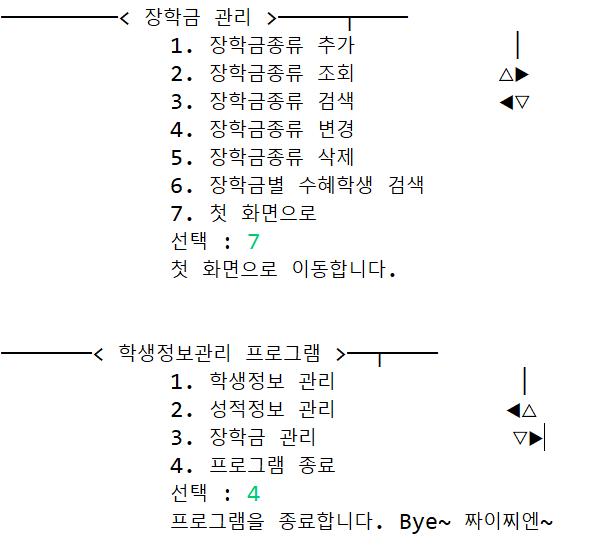 ────────< 장학금 관리 >─────┬────
1. 장학금종류 추가 │
2. 장학금종류 조회 △▶
3. 장학금종류 검색 ◀▽
4. 장학금종류 변경
5. 장학금종류 삭제
6. 장학금별 수혜학생 검색
7. 첫 화면으로
선택 : 7
첫 화면으로 이동합니다.
──────< 학생정보관리 프로그램 >──┬────
1. 학생정보 관리 │
2. 성적정보 관리 ◀△
3. 장학금 관리 ▽▶
4. 프로그램 종료
선택 : 4
프로그램을 종료합니다. Bye~ 짜이찌엔~